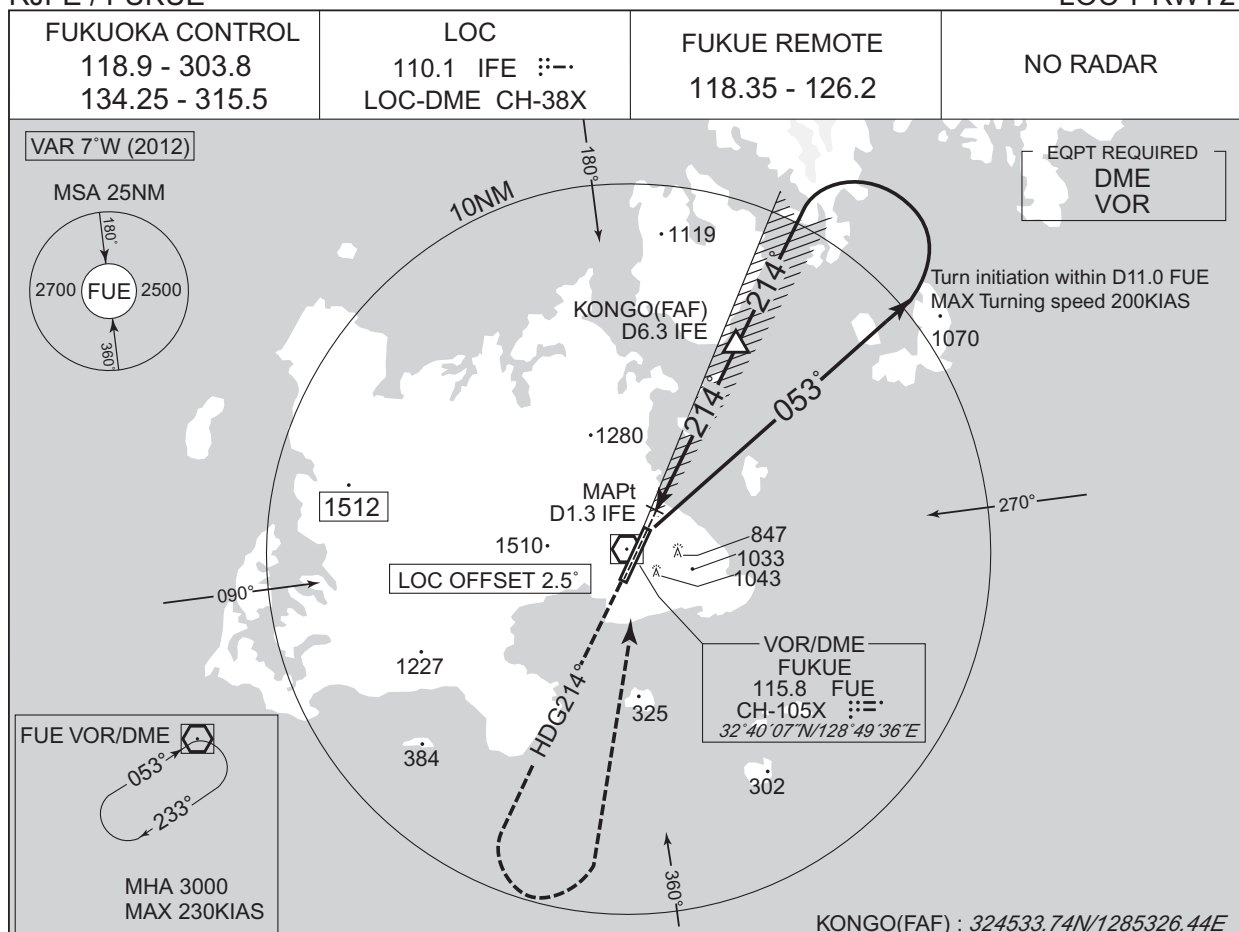 FUKUOKA CONTROL
118.9 - 303.8
134.25 - 315.5
LOC
110.1 IFE
LOC-DME CH-38X
FUKUE REMOTE
118.35 - 126.2
NO RADAR
VAR 7°W (2012)
MSA 25NM
180°
2700 FUE 2500
360°
EQPT REQUIRED
DME
VOR
180°
10NM
1119
214°
Turn initiation within D11.0 FUE
MAX Turning speed 200KIAS
KONGO(FAF)
D6.3 IFE
1070
053°
214°
1280
MAPt
D1.3 IFE
1512
270°
1510
847
1033
1043
LOC OFFSET 2.5°
090°
VOR/DME
FUKUE
115.8 FUE
CH-105X
32°40´07˝N/128°49´36˝E
1227
HDG214°
325
384
302
360°
FUE VOR/DME
053°
233°
MHA 3000
MAX 230KIAS
KONGO(FAF) : 324533.74N/1285326.44E